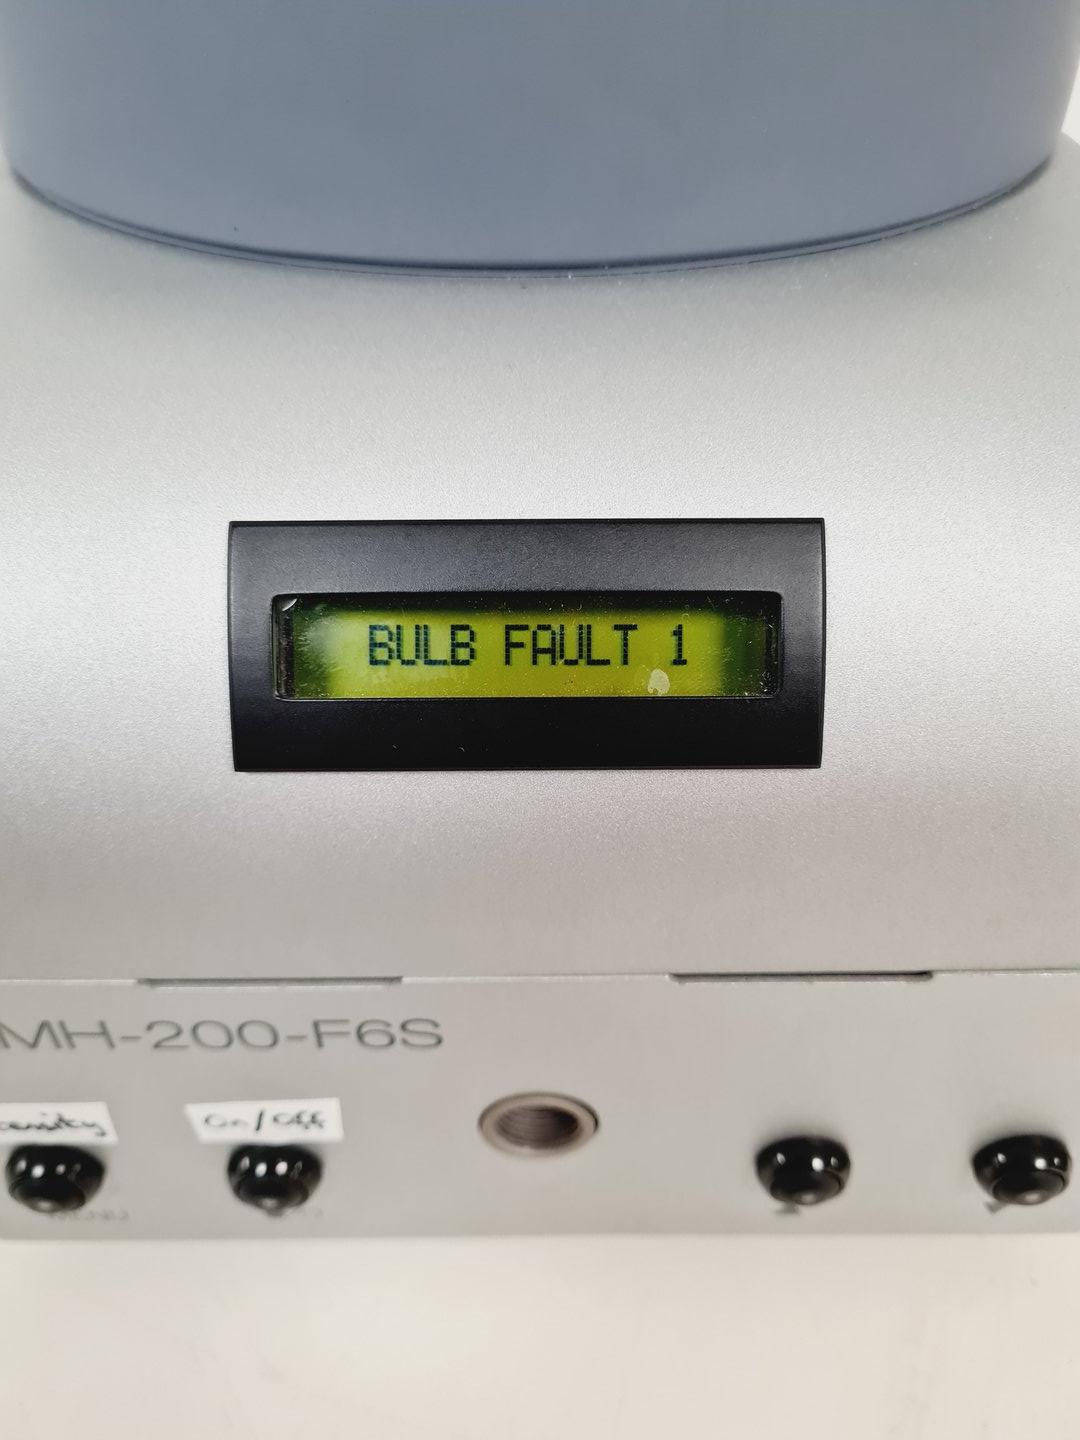 BULB FAULT 1
MH-200-F6S
On/Off